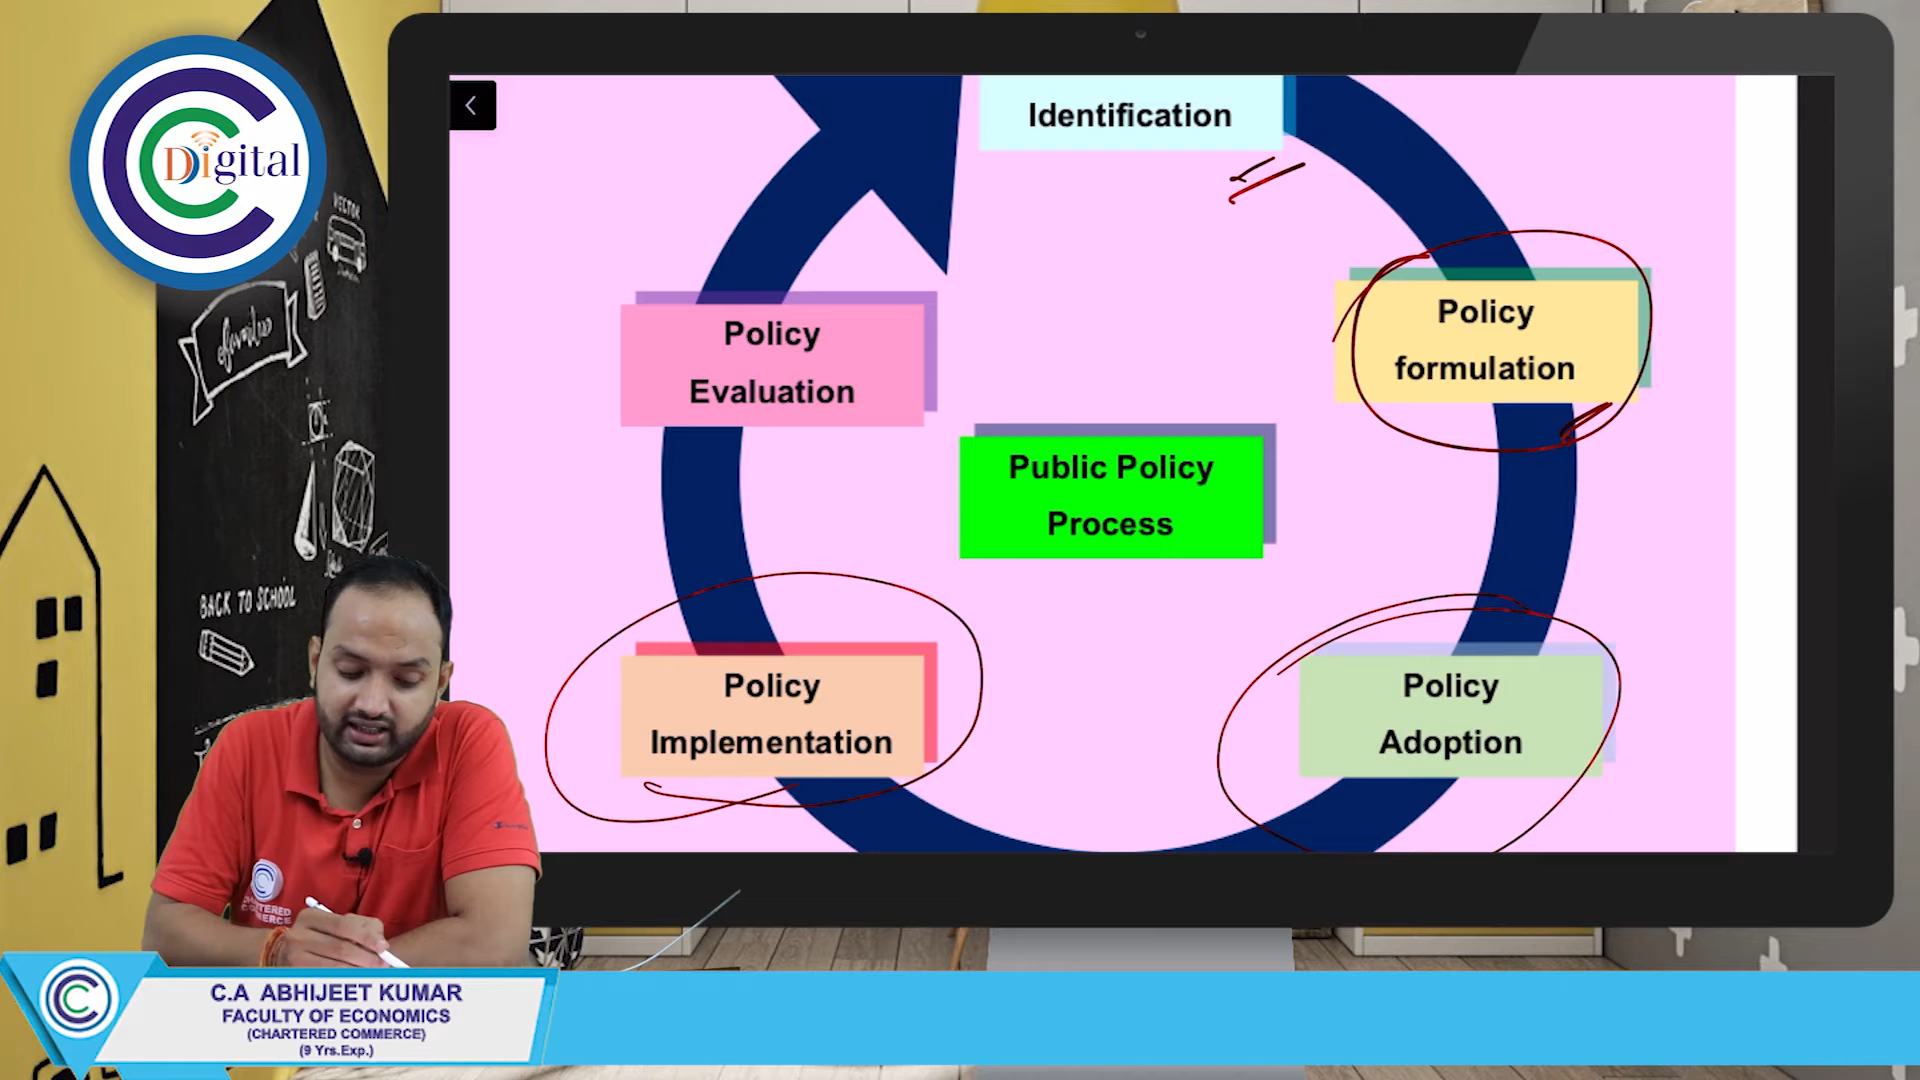 Digital
VECTOR
BACK TO SCHOOL
Identification
Policy
formulation
Policy
Evaluation
Public Policy
Process
Policy
Implementation
Policy
Adoption
C.A ABHIJEET KUMAR
FACULTY OF ECONOMICS
(CHARTERED COMMERCE)
(9 Yrs.Exp.)